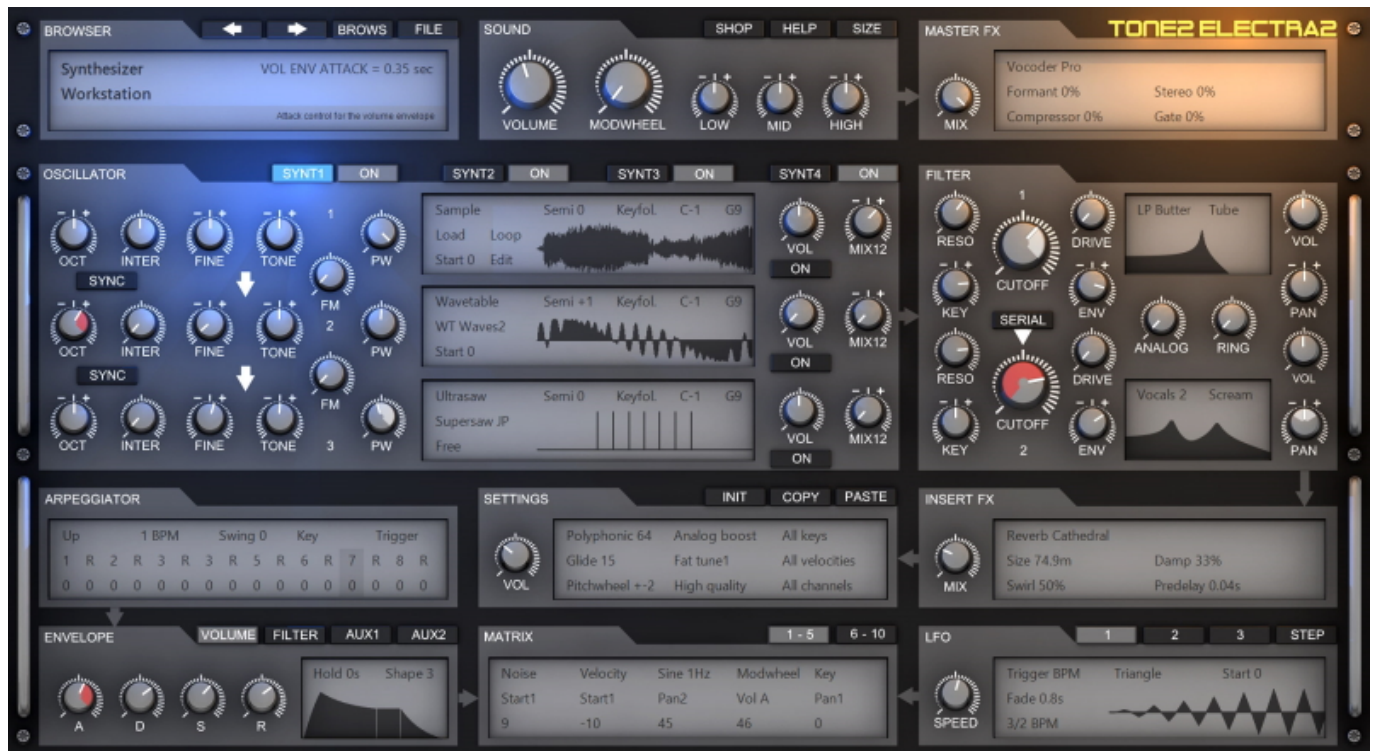 BROWSER BROWS FILE
Synthesizer VOL ENV ATTACK = 0.35 sec
Workstation
Attack control for the volume envelope
SOUND SHOP HELP SIZE
- I + - I + - I +
VOLUME MODWHEEL LOW MID HIGH
MASTER FX TONE2 ELECTRA2
MIX
Vocoder Pro
Formant 0% Stereo 0%
Compressor 0% Gate 0%
OSCILLATOR SYNT1 ON SYNT2 ON SYNT3 ON SYNT4 ON
- I + - I + - I + 1
OCT INTER FINE TONE PW
SYNC
FM
- I + - I + 2
OCT INTER FINE TONE PW
SYNC
FM
- I + - I + - I +
OCT INTER FINE TONE 3 PW
Sample Semi 0 Keyfol. C-1 G9
Load Loop
Start 0 Edit
- I + - I +
VOL MIX12
ON
Wavetable Semi +1 Keyfol. C-1 G9
WT Waves2
Start 0
VOL MIX12
ON
Ultrasaw Semi 0 Keyfol. C-1 G9
Supersaw JP
Free
VOL MIX12
ON
FILTER
1
RESO CUTOFF DRIVE
LP Butter Tube
VOL
KEY ENV PAN
SERIAL
ANALOG RING
RESO CUTOFF DRIVE
Vocals 2 Scream
VOL
KEY 2 ENV PAN
ARPEGGIATOR
Up 1 BPM Swing 0 Key Trigger
1 R 2 R 3 R 3 R 5 R 6 R 7 R 8 R
0 0 0 0 0 0 0 0 0 0 0 0 0 0 0 0
SETTINGS INIT COPY PASTE
VOL
Polyphonic 64 Analog boost All keys
Glide 15 Fat tune1 All velocities
Pitchwheel +-2 High quality All channels
INSERT FX
MIX
Reverb Cathedral
Size 74.9m Damp 33%
Swirl 50% Predelay 0.04s
ENVELOPE VOLUME FILTER AUX1 AUX2
A D S R
Hold 0s Shape 3
MATRIX 1 - 5 6 - 10
Noise Velocity Sine 1Hz Modwheel Key
Start1 Start1 Pan2 Vol A Pan1
9 -10 45 46 0
LFO 1 2 3 STEP
SPEED
Trigger BPM Triangle Start 0
Fade 0.8s
3/2 BPM